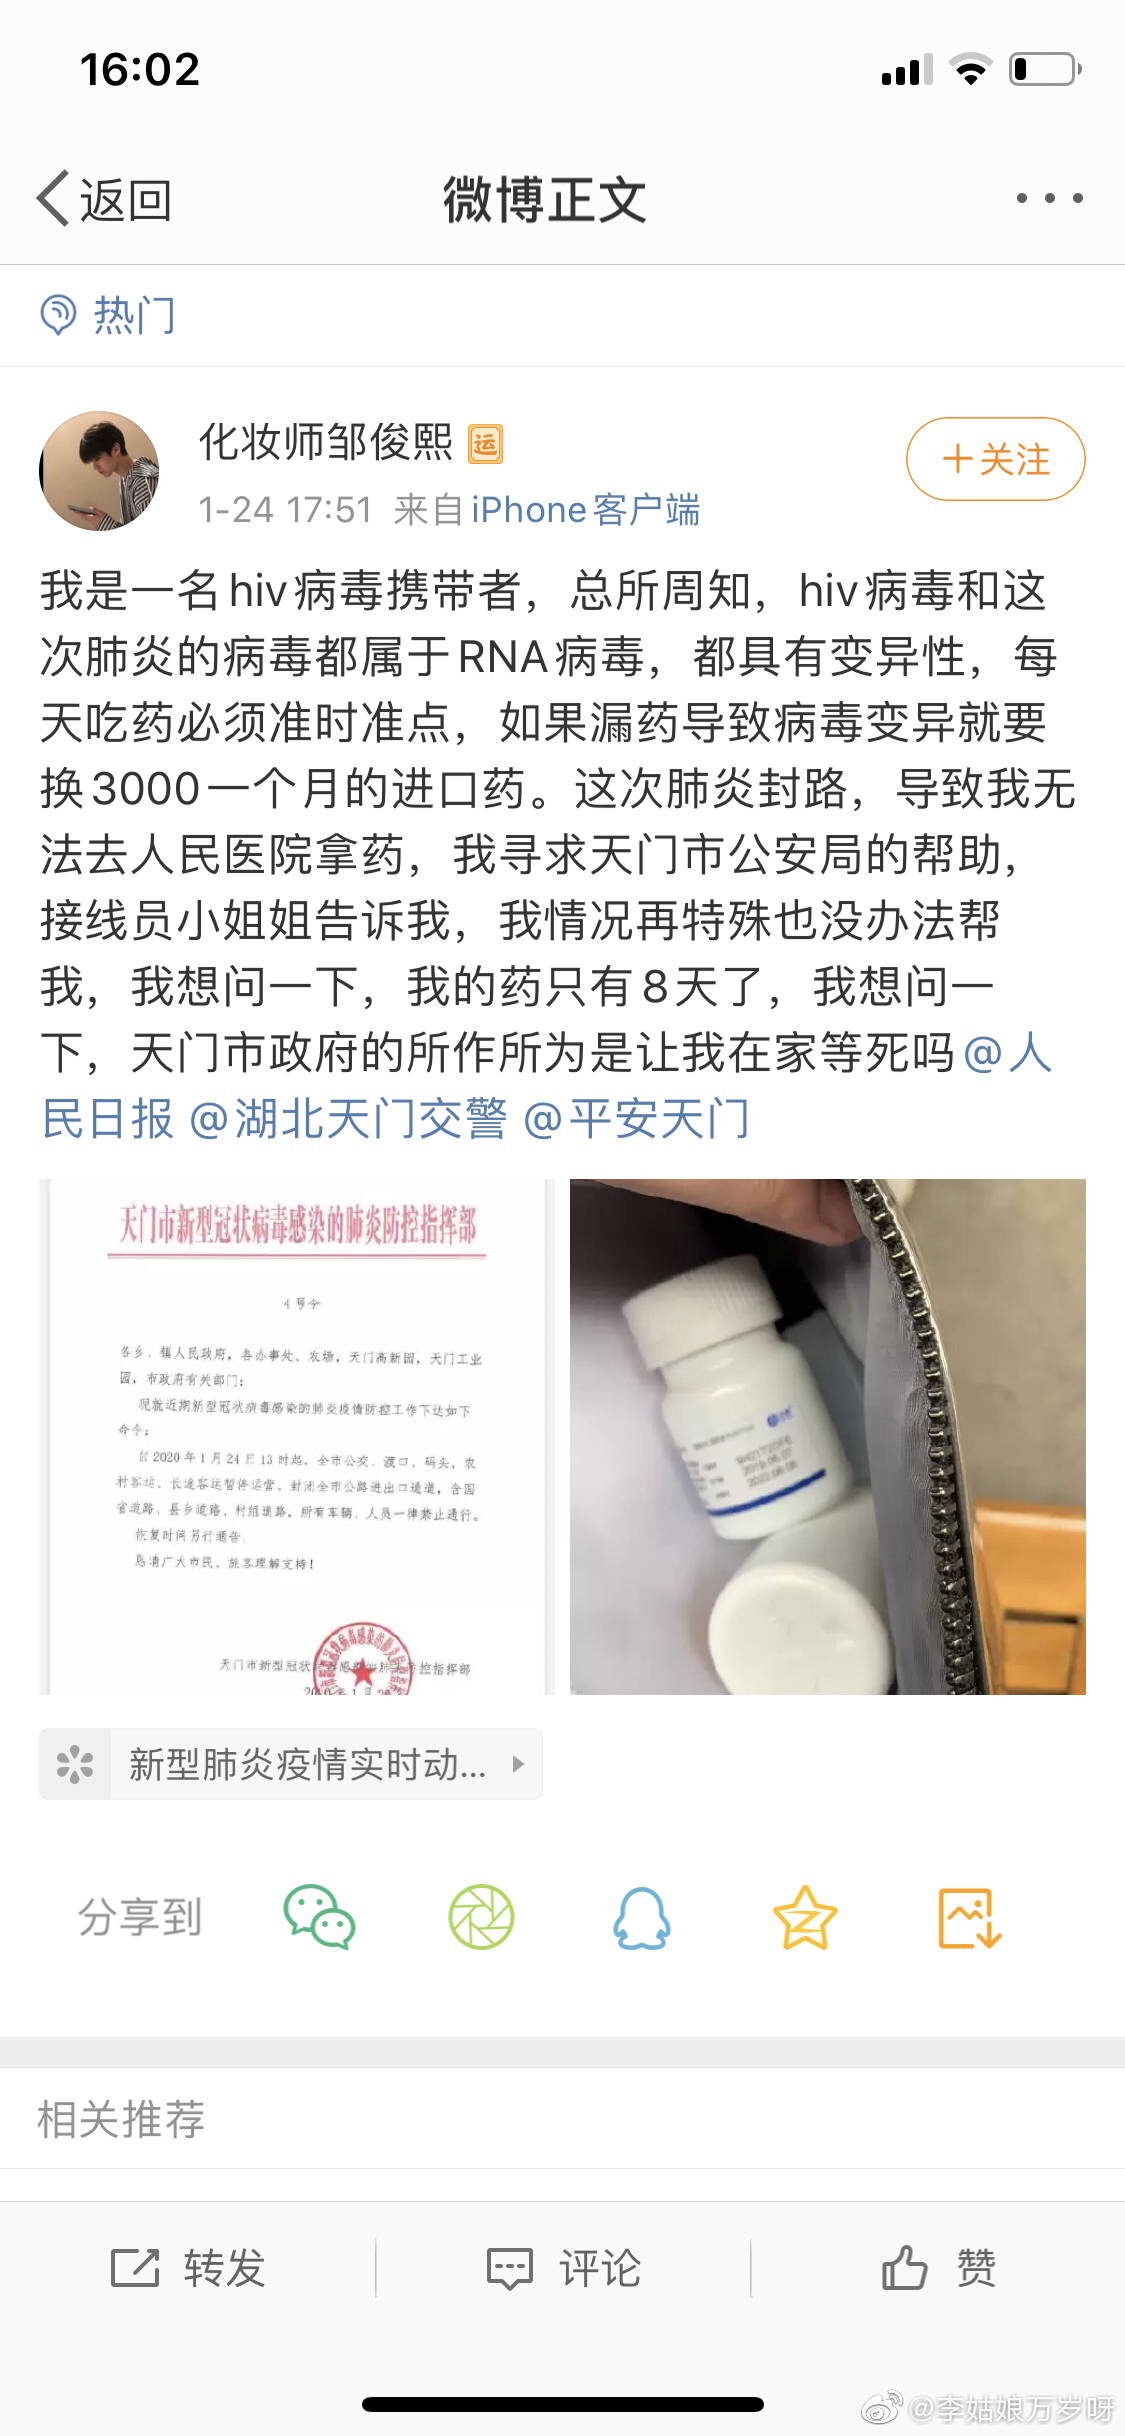 16:02
返回
微博正文
热门
化妆师邹俊熙 运
+关注
1-24 17:51 来自iPhone客户端
我是一名hiv病毒携带者，总所周知，hiv病毒和这
次肺炎的病毒都属于RNA病毒，都具有变异性，每
天吃药必须准时准点，如果漏药导致病毒变异就要
换3000一个月的进口药。这次肺炎封路，导致我无
法去人民医院拿药，我寻求天门市公安局的帮助，
接线员小姐姐告诉我，我情况再特殊也没办法帮
我，我想问一下，我的药只有8天了，我想问一
下，天门市政府的所作所为是让我在家等死吗@人
民日报 @湖北天门交警 @平安天门
天门市新型冠状病毒感染的肺炎防控指挥部
4号令
各乡、镇人民政府，各办事处、农场，天门高新园，天门工业
园，市政府有关部门：
现就近期新型冠状病毒感染的肺炎疫情防控工作下达如下
命令：
自2020年1月24日13时起，全市公交、渡口、码头、农
村客运、长途客运暂停运营。封闭全市公路进出口通道，含国
省道路、县乡道路、村组道路，所有车辆、人员一律禁止通行。
恢复时间另行通告。
恳请广大市民、旅客理解支持！
天门市新型冠状病毒感染的肺炎防控指挥部
新型肺炎疫情实时动...
分享到
相关推荐
转发
评论
赞
@李姑娘万岁呀